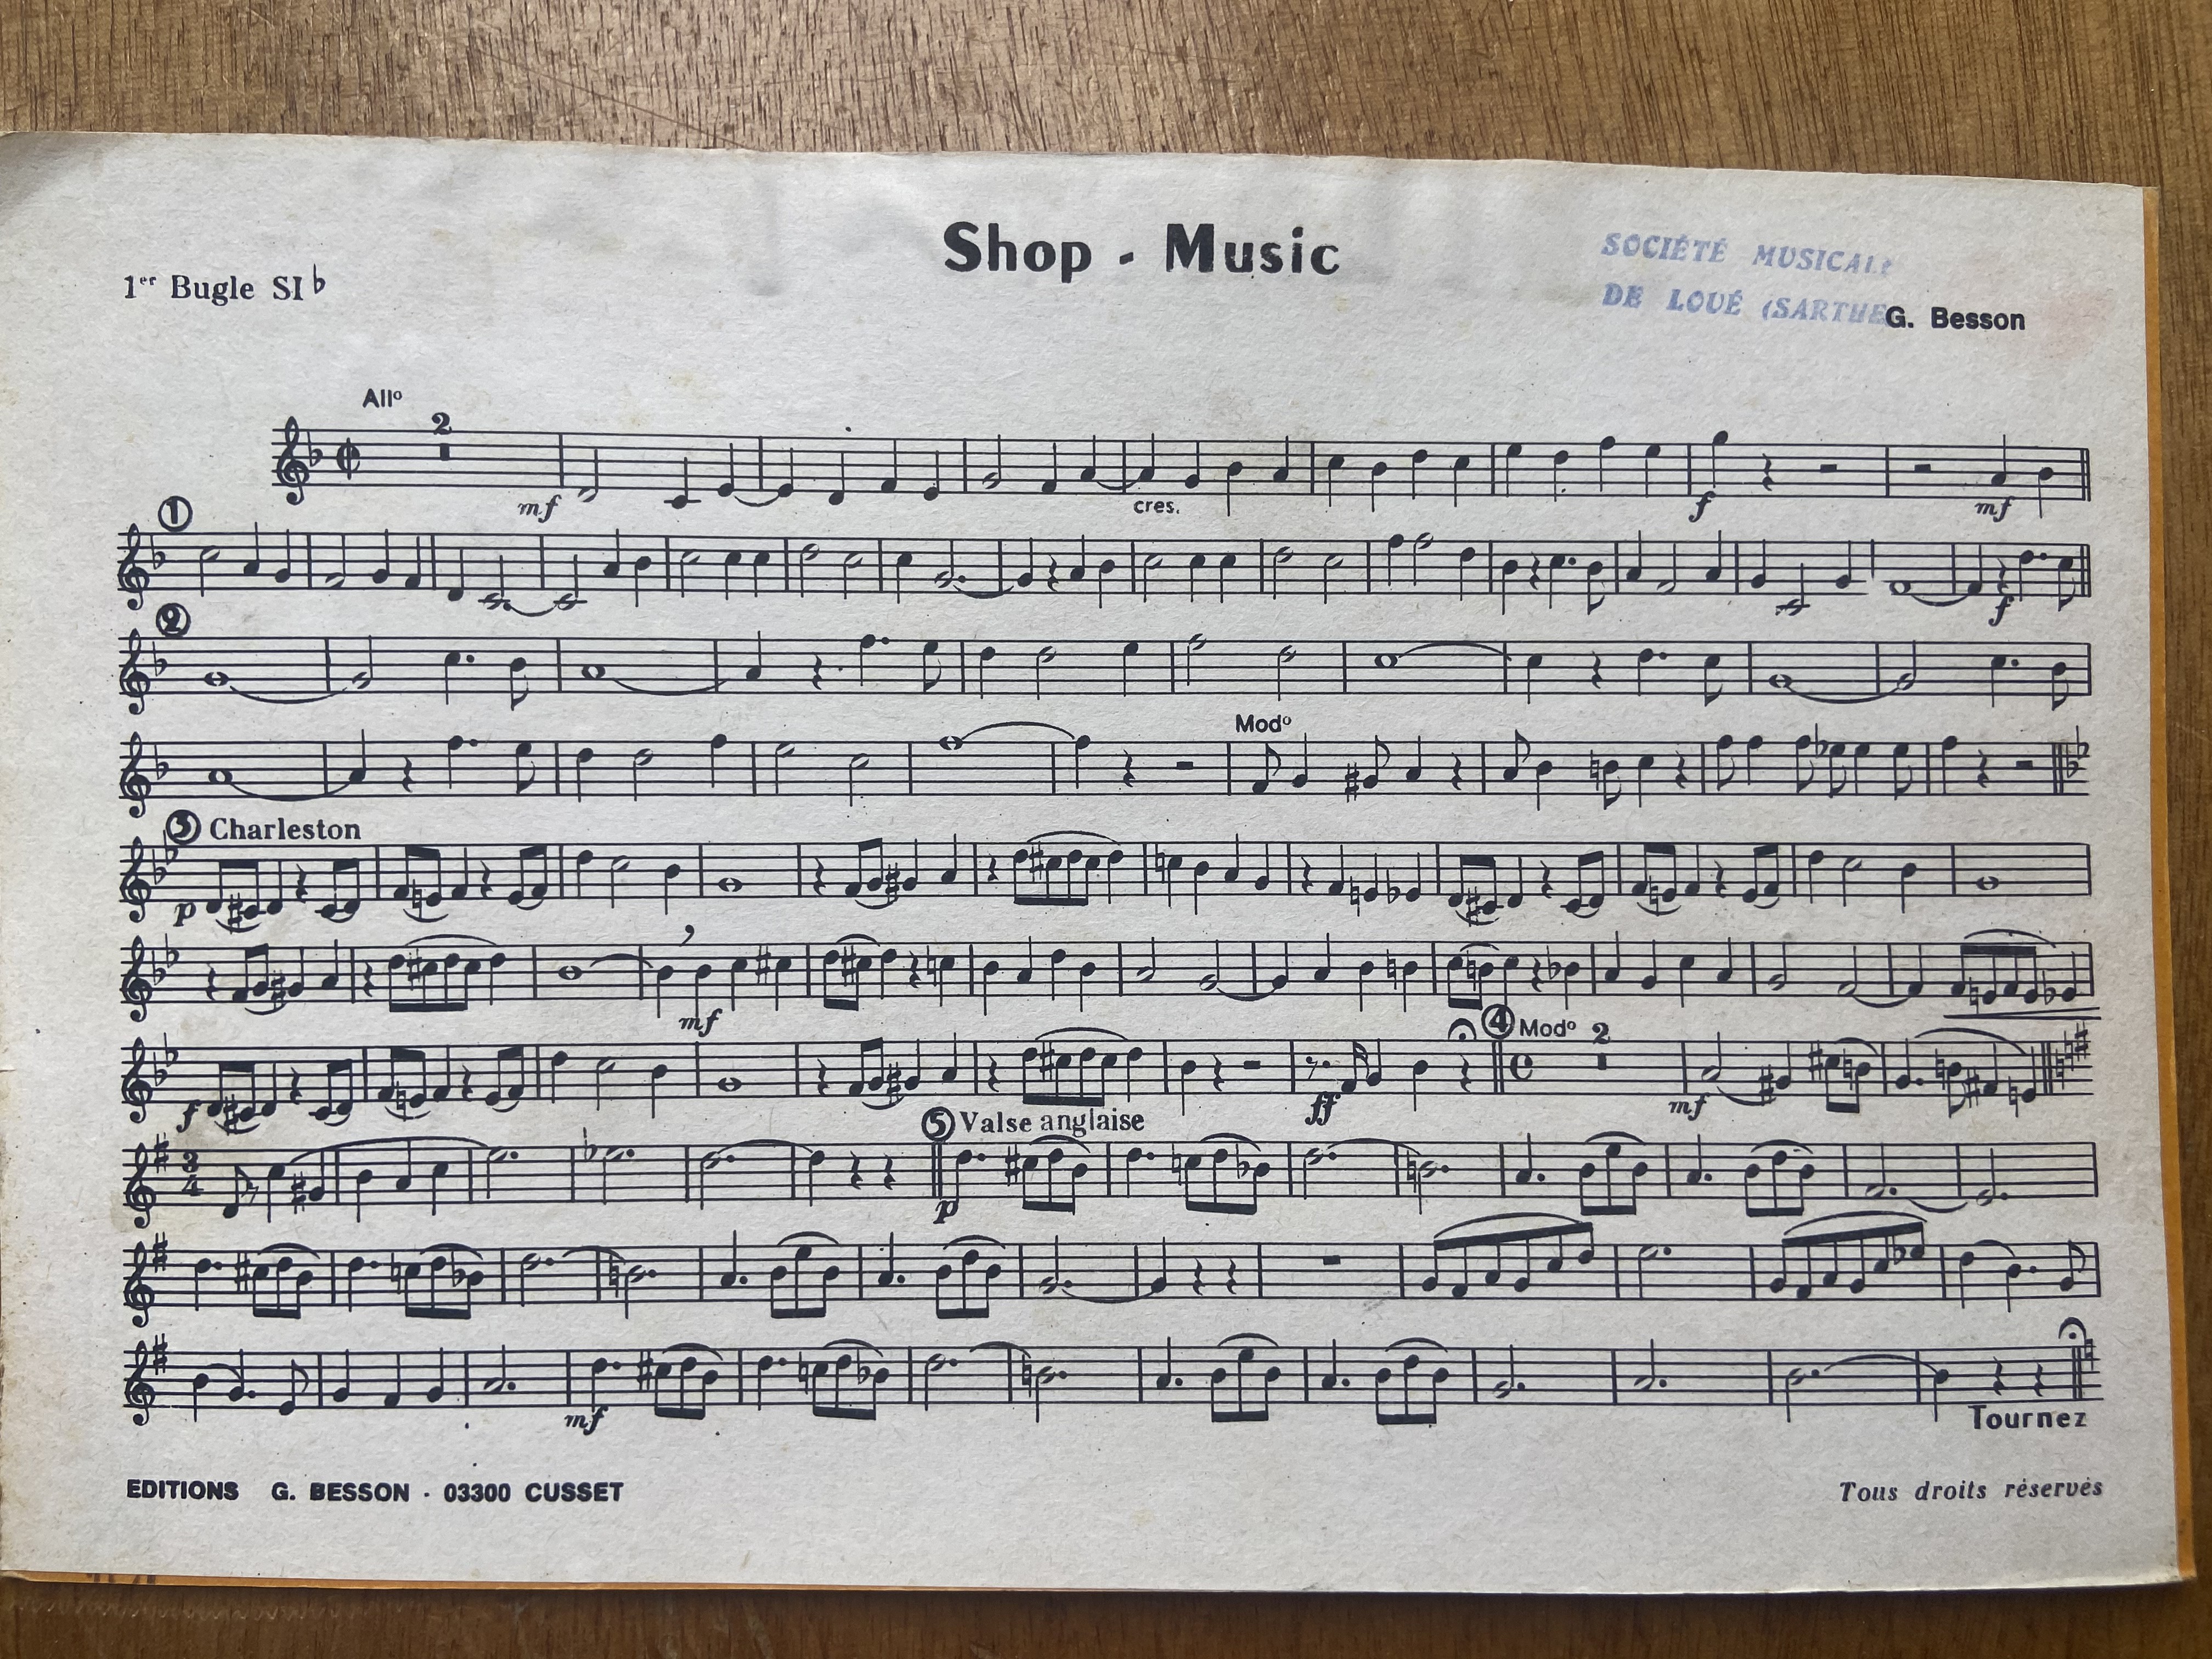 Shop - Music
SOCIÉTÉ MUSICALE
DE LOUÉ (SARTHE
1er Bugle SI♭
G. Besson
Allº
2
mf
cres.
f
mf
1
f
2
Modº
3 Charleston
p
mf
4 Modº 2
f
ff
mf
5 Valse anglaise
3
4
p
mf
Tournez
EDITIONS G. BESSON - 03300 CUSSET
Tous droits réservés